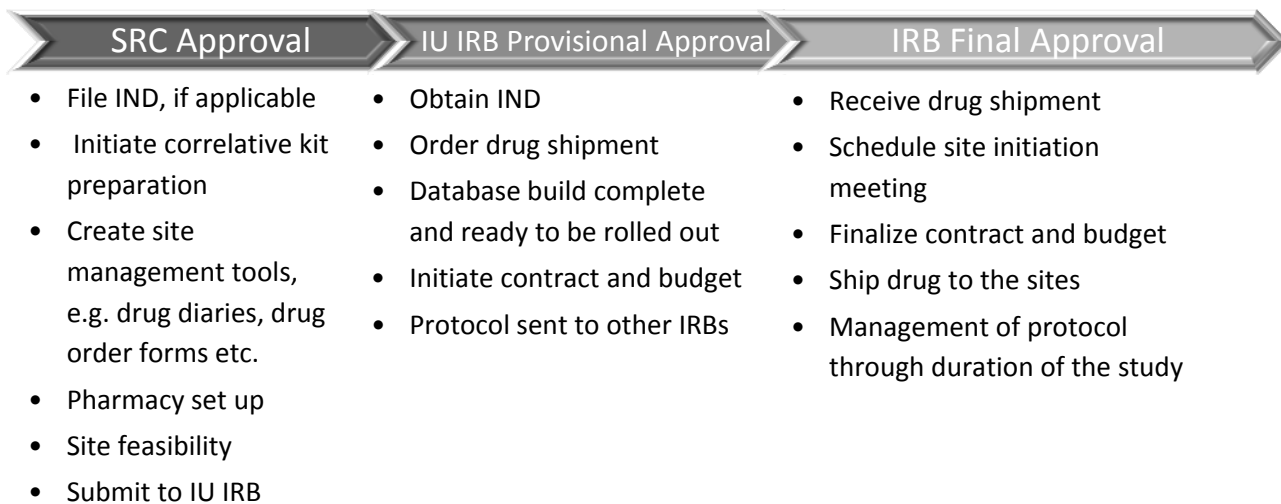 SRC Approval
IU IRB Provisional Approval
IRB Final Approval
• File IND, if applicable
• Initiate correlative kit
preparation
• Create site
management tools,
e.g. drug diaries, drug
order forms etc.
• Pharmacy set up
• Site feasibility
• Submit to IU IRB
• Obtain IND
• Order drug shipment
• Database build complete
and ready to be rolled out
• Initiate contract and budget
• Protocol sent to other IRBs
• Receive drug shipment
• Schedule site initiation
meeting
• Finalize contract and budget
• Ship drug to the sites
• Management of protocol
through duration of the study